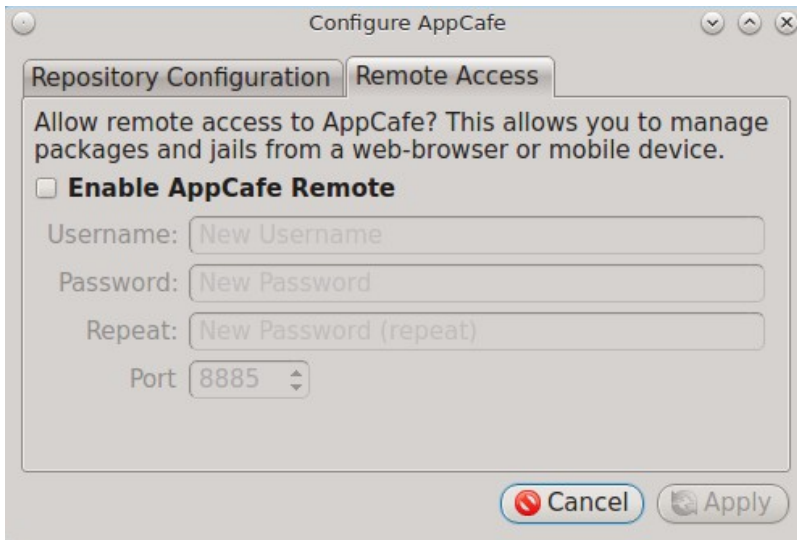 Configure AppCafe
Repository Configuration
Remote Access
Allow remote access to AppCafe? This allows you to manage
packages and jails from a web-browser or mobile device.
Enable AppCafe Remote
Username: New Username
Password: New Password
Repeat: New Password (repeat)
Port 8885
Cancel
Apply